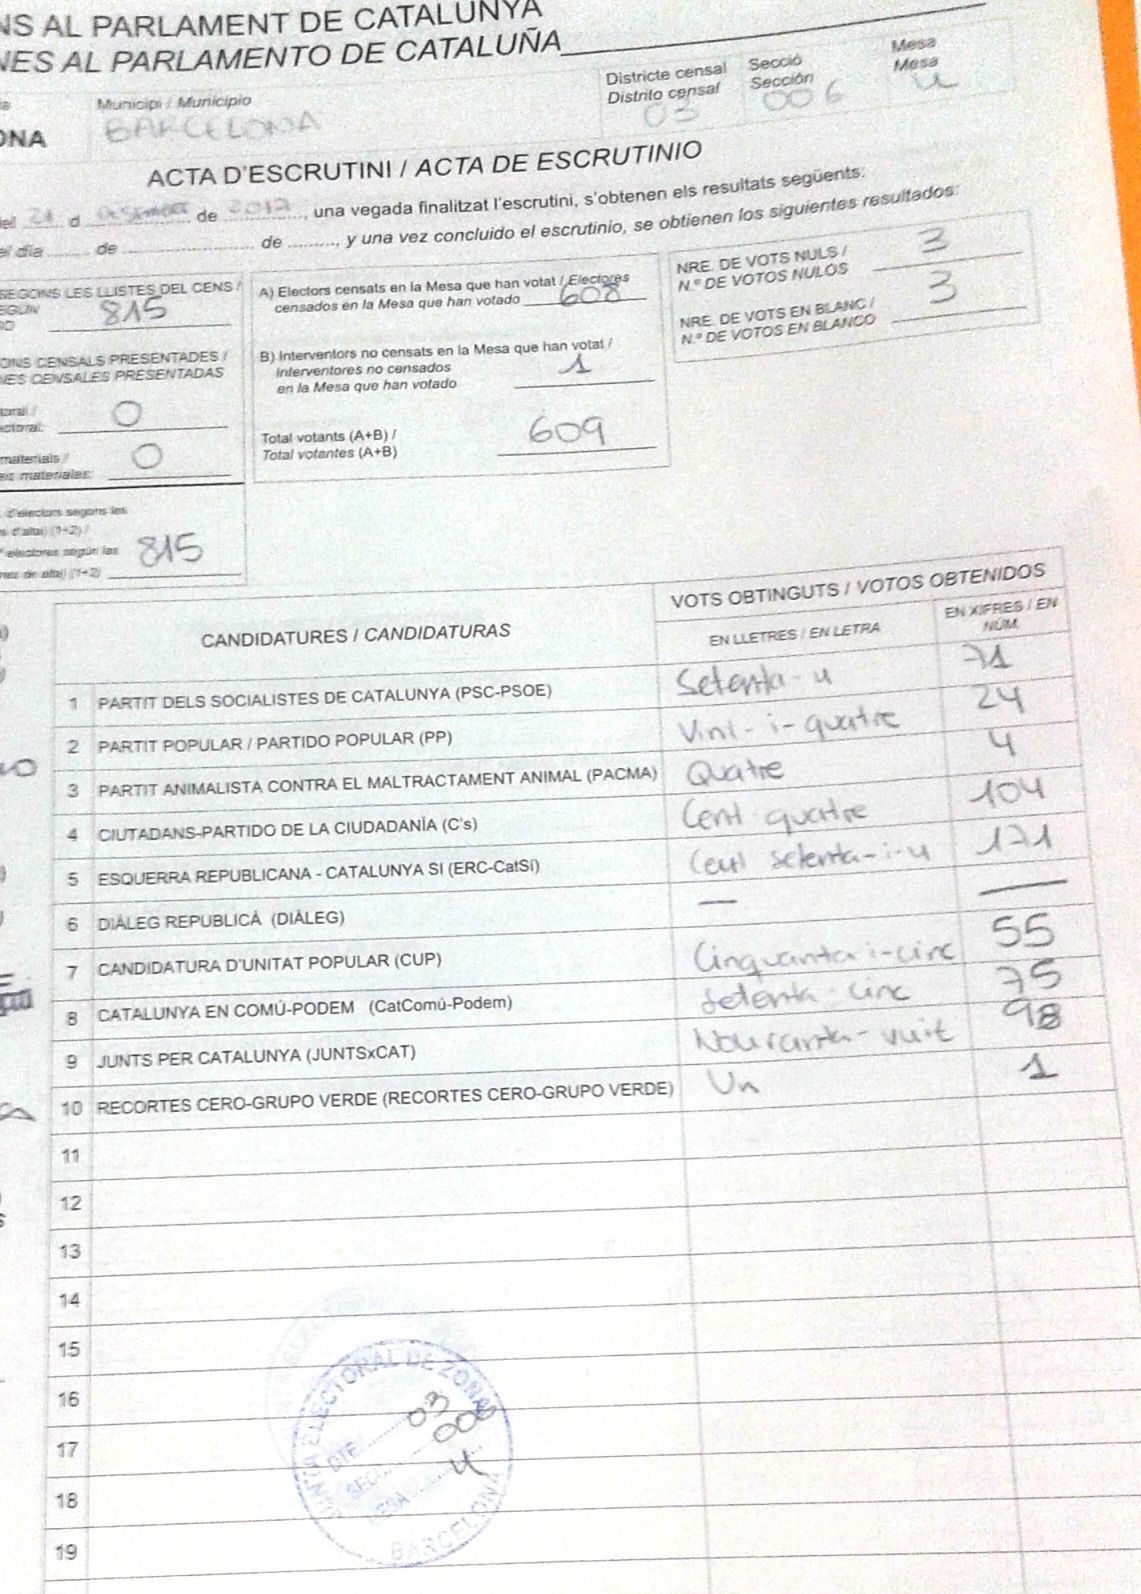 NS AL PARLAMENT DE CATALUNYA
NES AL PARLAMENTO DE CATALUÑA
Municipi / Municipio
BARCELONA
ONA
Districte censal
Distrito censal
03
Secció
Sección
006
Mesa
Mesa
U
ACTA D'ESCRUTINI / ACTA DE ESCRUTINIO
el 21 d DESEMBRE de 2017, una vegada finalitzat l'escrutini, s'obtenen els resultats següents:
el día ........ de ........................ de ........., y una vez concluido el escrutinio, se obtienen los siguientes resultados:
SEGONS LES LLISTES DEL CENS /
815
ONS CENSALS PRESENTADES /
NES CENSALES PRESENTADAS
0
materials /
materiales:
0
d'electors segons les
d'alta) (1+2) /
electores según las
de alta) (1+2)
815
A) Electors censats en la Mesa que han votat / Electores
censados en la Mesa que han votado
608
B) Interventors no censats en la Mesa que han votat /
interventores no censados
en la Mesa que han votado
1
Total votants (A+B) /
Total votantes (A+B)
609
NRE. DE VOTS NULS /
N.º DE VOTOS NULOS
3
NRE. DE VOTS EN BLANC /
N.º DE VOTOS EN BLANCO
3
CANDIDATURES / CANDIDATURAS
VOTS OBTINGUTS / VOTOS OBTENIDOS
EN LLETRES / EN LETRA
EN XIFRES / EN
NÚM.
1 PARTIT DELS SOCIALISTES DE CATALUNYA (PSC-PSOE) Setenta-u 71
2 PARTIT POPULAR / PARTIDO POPULAR (PP) Vint-i-quatre 24
3 PARTIT ANIMALISTA CONTRA EL MALTRACTAMENT ANIMAL (PACMA) Quatre 4
4 CIUTADANS-PARTIDO DE LA CIUDADANÍA (C's) Cent quatre 104
5 ESQUERRA REPUBLICANA - CATALUNYA SI (ERC-CatSí) Cent setenta-i-u 171
6 DIÀLEG REPUBLICÀ (DIÀLEG) — —
7 CANDIDATURA D'UNITAT POPULAR (CUP) Cinquanta i-cinc 55
8 CATALUNYA EN COMÚ-PODEM (CatComú-Podem) Setenta-cinc 75
9 JUNTS PER CATALUNYA (JUNTSxCAT) Nouranta-vuit 98
10 RECORTES CERO-GRUPO VERDE (RECORTES CERO-GRUPO VERDE) Un 1
11
12
13
14
15
16
17
18
19
JUNTA ELECTORAL DE ZONA
DTE. 03
SECC. 006
MESA U
BARCELONA